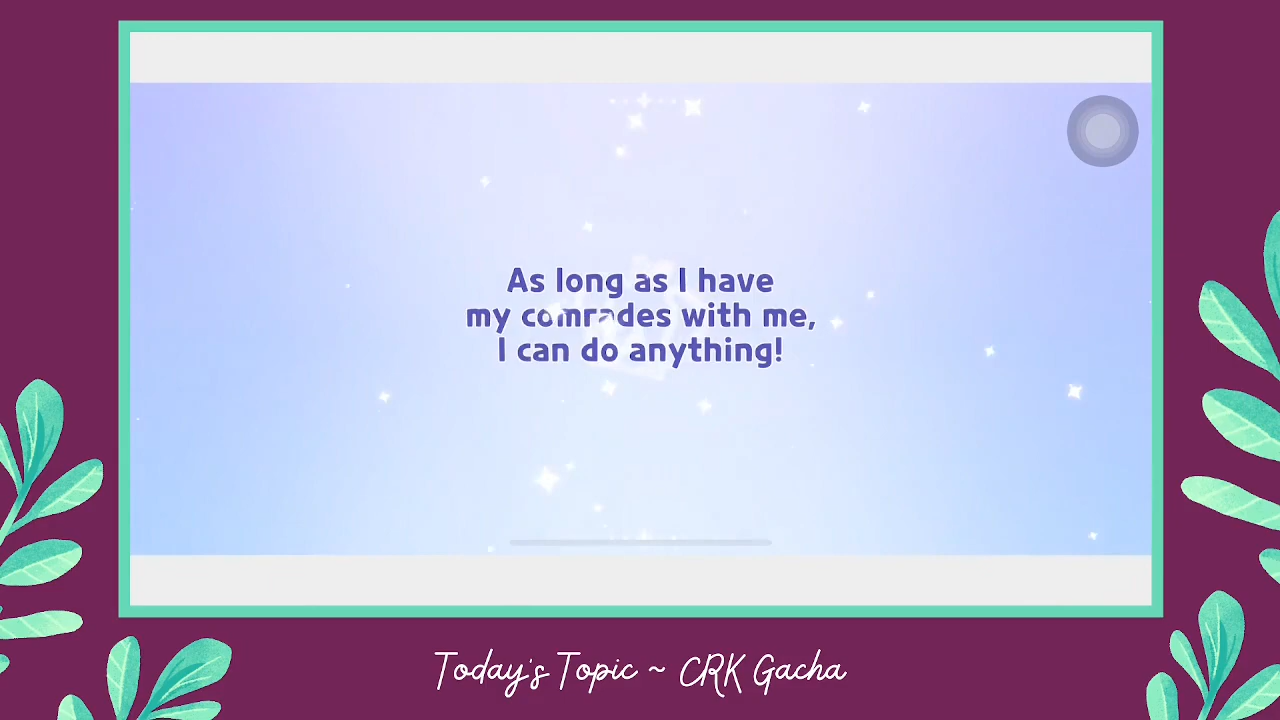 As long as I have
my comrades with me,
I can do anything!
Today's Topic ~ CRK Gacha